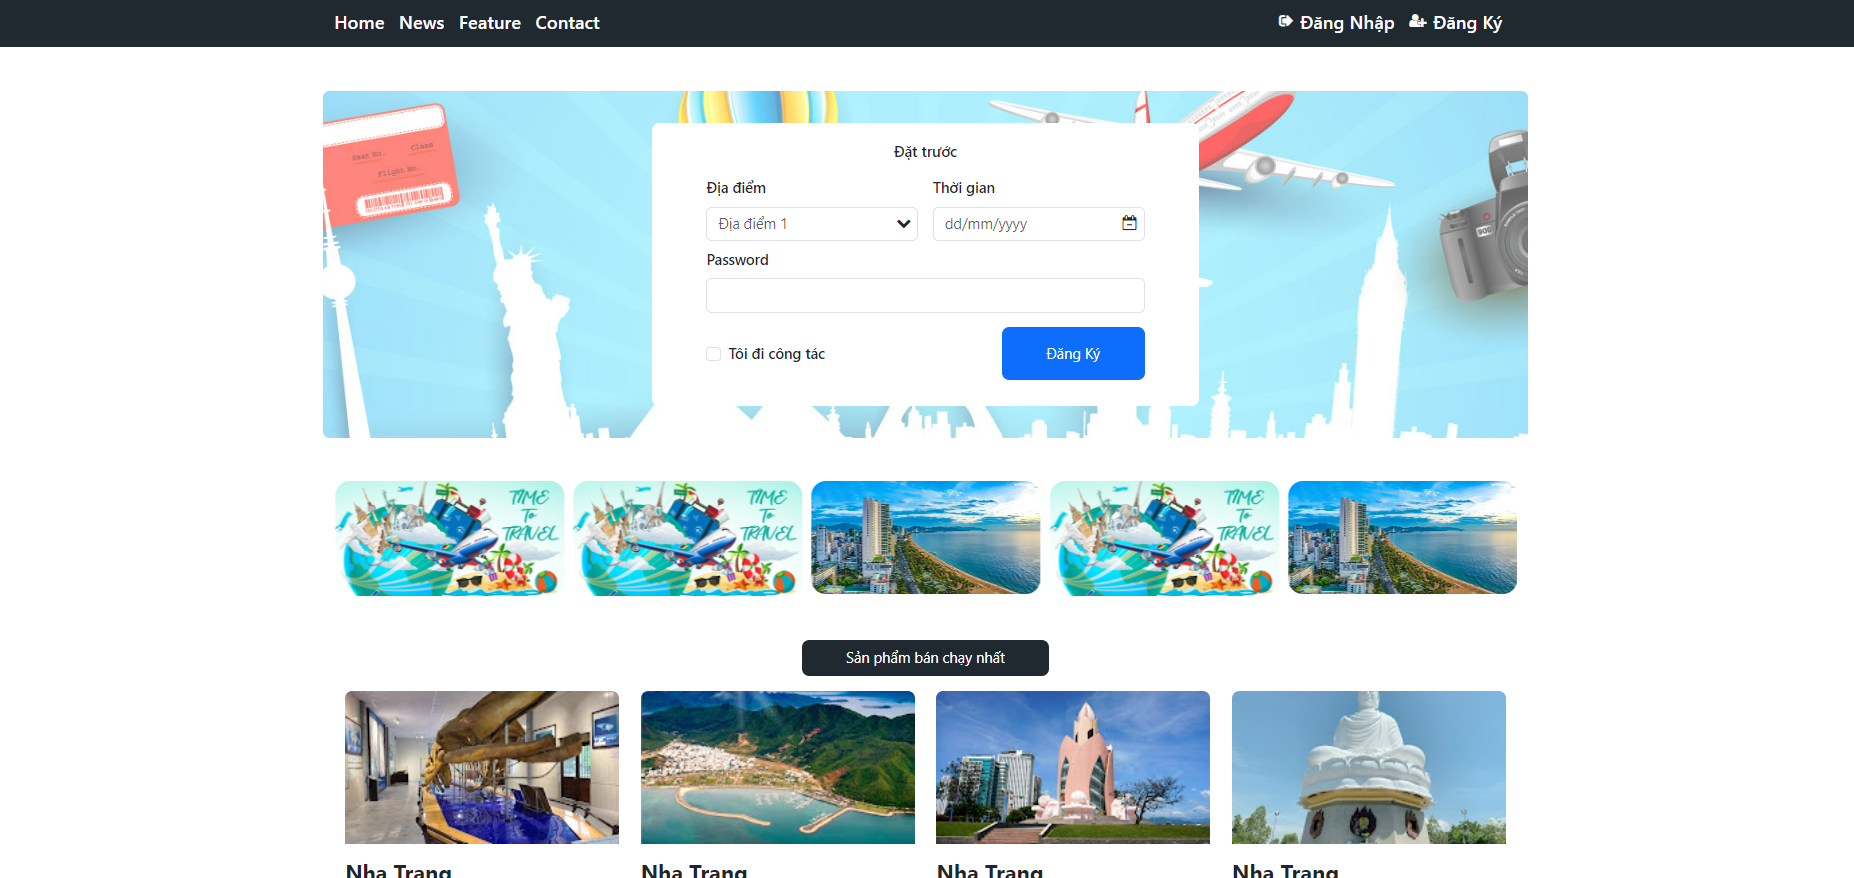 Home News Feature Contact
Đăng Nhập Đăng Ký
Seat No. Class
Flight No.
Đặt trước
Địa điểm Thời gian
Địa điểm 1 dd/mm/yyyy
Password
Tôi đi công tác Đăng Ký
900
TIME To TRAVEL
TIME To TRAVEL
TIME To TRAVEL
Sản phẩm bán chạy nhất
Nha Trang Nha Trang Nha Trang Nha Trang